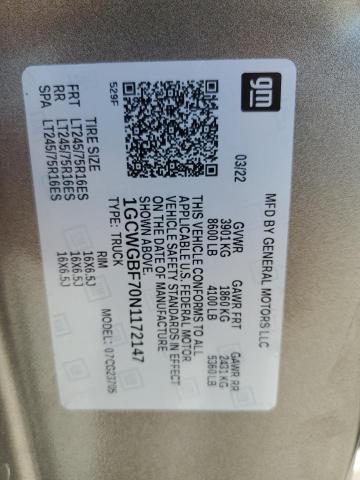 gm
MFD BY GENERAL MOTORS LLC
03/22
GVWR GAWR FRT GAWR RR
3901 KG 1860 KG 2431 KG
8600 LB 4100 LB 5360 LB
THIS VEHICLE CONFORMS TO ALL
APPLICABLE U.S. FEDERAL MOTOR
VEHICLE SAFETY STANDARDS IN EFFECT
ON THE DATE OF MANUFACTURE
SHOWN ABOVE.
1GCWGBF70N1172147
TYPE: TRUCK
529F
MODEL: 07CG23705
TIRE SIZE RIM
FRT LT245/75R16ES 16X6.5J
RR LT245/75R16ES 16X6.5J
SPA LT245/75R16ES 16X6.5J